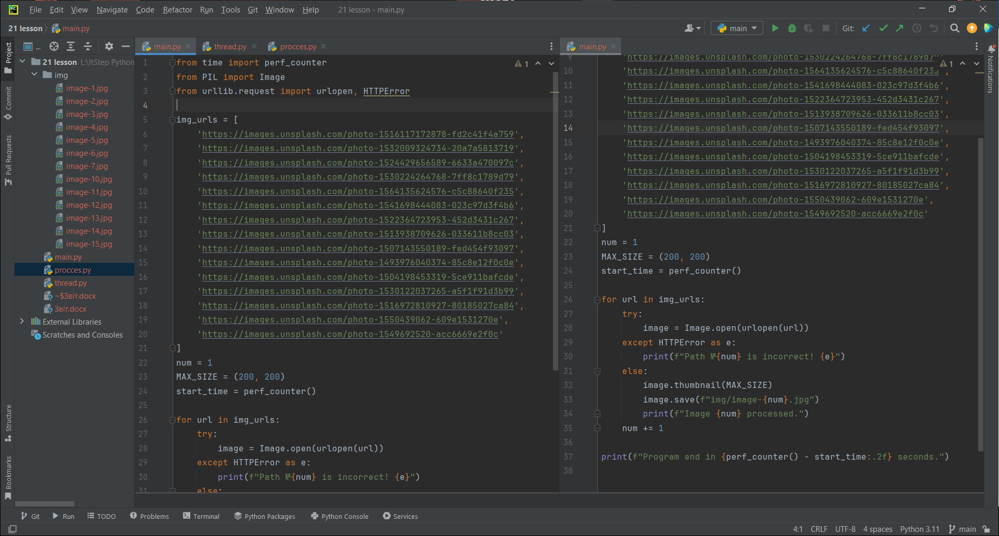 PC File Edit View Navigate Code Refactor Run Tools Git Window Help 21 lesson - main.py
21 lesson main.py main Git:
Project
Commit
Pull Requests
Structure
Bookmarks
...
21 lesson L:\ItStep Python
img
image-1.jpg
image-2.jpg
image-3.jpg
image-4.jpg
image-5.jpg
image-6.jpg
image-7.jpg
image-10.jpg
image-11.jpg
image-12.jpg
image-13.jpg
image-14.jpg
image-15.jpg
main.py
procces.py
thread.py
~$Звіт.docx
Звіт.docx
External Libraries
Scratches and Consoles
main.py thread.py procces.py
1 from time import perf_counter
1
2 from PIL import Image
3 from urllib.request import urlopen, HTTPError
4
5 img_urls = [
6 'https://images.unsplash.com/photo-1516117172878-fd2c41f4a759',
7 'https://images.unsplash.com/photo-1532009324734-20a7a5813719',
8 'https://images.unsplash.com/photo-1524429656589-6633a470097c',
9 'https://images.unsplash.com/photo-1530224264768-7ff8c1789d79',
10 'https://images.unsplash.com/photo-1564135624576-c5c88640f235',
11 'https://images.unsplash.com/photo-1541698444083-023c97d3f4b6',
12 'https://images.unsplash.com/photo-1522364723953-452d3431c267',
13 'https://images.unsplash.com/photo-1513938709626-033611b8cc03',
14 'https://images.unsplash.com/photo-1507143550189-fed454f93097',
15 'https://images.unsplash.com/photo-1493976040374-85c8e12f0c0e',
16 'https://images.unsplash.com/photo-1504198453319-5ce911bafcde',
17 'https://images.unsplash.com/photo-1530122037265-a5f1f91d3b99',
18 'https://images.unsplash.com/photo-1516972810927-80185027ca84',
19 'https://images.unsplash.com/photo-1550439062-609e1531270e',
20 'https://images.unsplash.com/photo-1549692520-acc6669e2f0c'
21 ]
22 num = 1
23 MAX_SIZE = (200, 200)
24 start_time = perf_counter()
25
26 for url in img_urls:
27 try:
28 image = Image.open(urlopen(url))
29 except HTTPError as e:
30 print(f"Path №{num} is incorrect! {e}")
31 else:
main.py
9 'https://images.unsplash.com/photo-1530224264768-7ff8c1789d79',
1
10 'https://images.unsplash.com/photo-1564135624576-c5c88640f235',
11 'https://images.unsplash.com/photo-1541698444083-023c97d3f4b6',
12 'https://images.unsplash.com/photo-1522364723953-452d3431c267',
13 'https://images.unsplash.com/photo-1513938709626-033611b8cc03',
14 'https://images.unsplash.com/photo-1507143550189-fed454f93097',
15 'https://images.unsplash.com/photo-1493976040374-85c8e12f0c0e',
16 'https://images.unsplash.com/photo-1504198453319-5ce911bafcde',
17 'https://images.unsplash.com/photo-1530122037265-a5f1f91d3b99',
18 'https://images.unsplash.com/photo-1516972810927-80185027ca84',
19 'https://images.unsplash.com/photo-1550439062-609e1531270e',
20 'https://images.unsplash.com/photo-1549692520-acc6669e2f0c'
21 ]
22 num = 1
23 MAX_SIZE = (200, 200)
24 start_time = perf_counter()
25
26 for url in img_urls:
27 try:
28 image = Image.open(urlopen(url))
29 except HTTPError as e:
30 print(f"Path №{num} is incorrect! {e}")
31 else:
32 image.thumbnail(MAX_SIZE)
33 image.save(f"img/image-{num}.jpg")
34 print(f"Image {num} processed.")
35 num += 1
36
37 print(f"Program end in {perf_counter() - start_time:.2f} seconds.")
38
Notifications
Git Run TODO Problems Terminal Python Packages Python Console Services
4:1 CRLF UTF-8 4 spaces Python 3.11 main